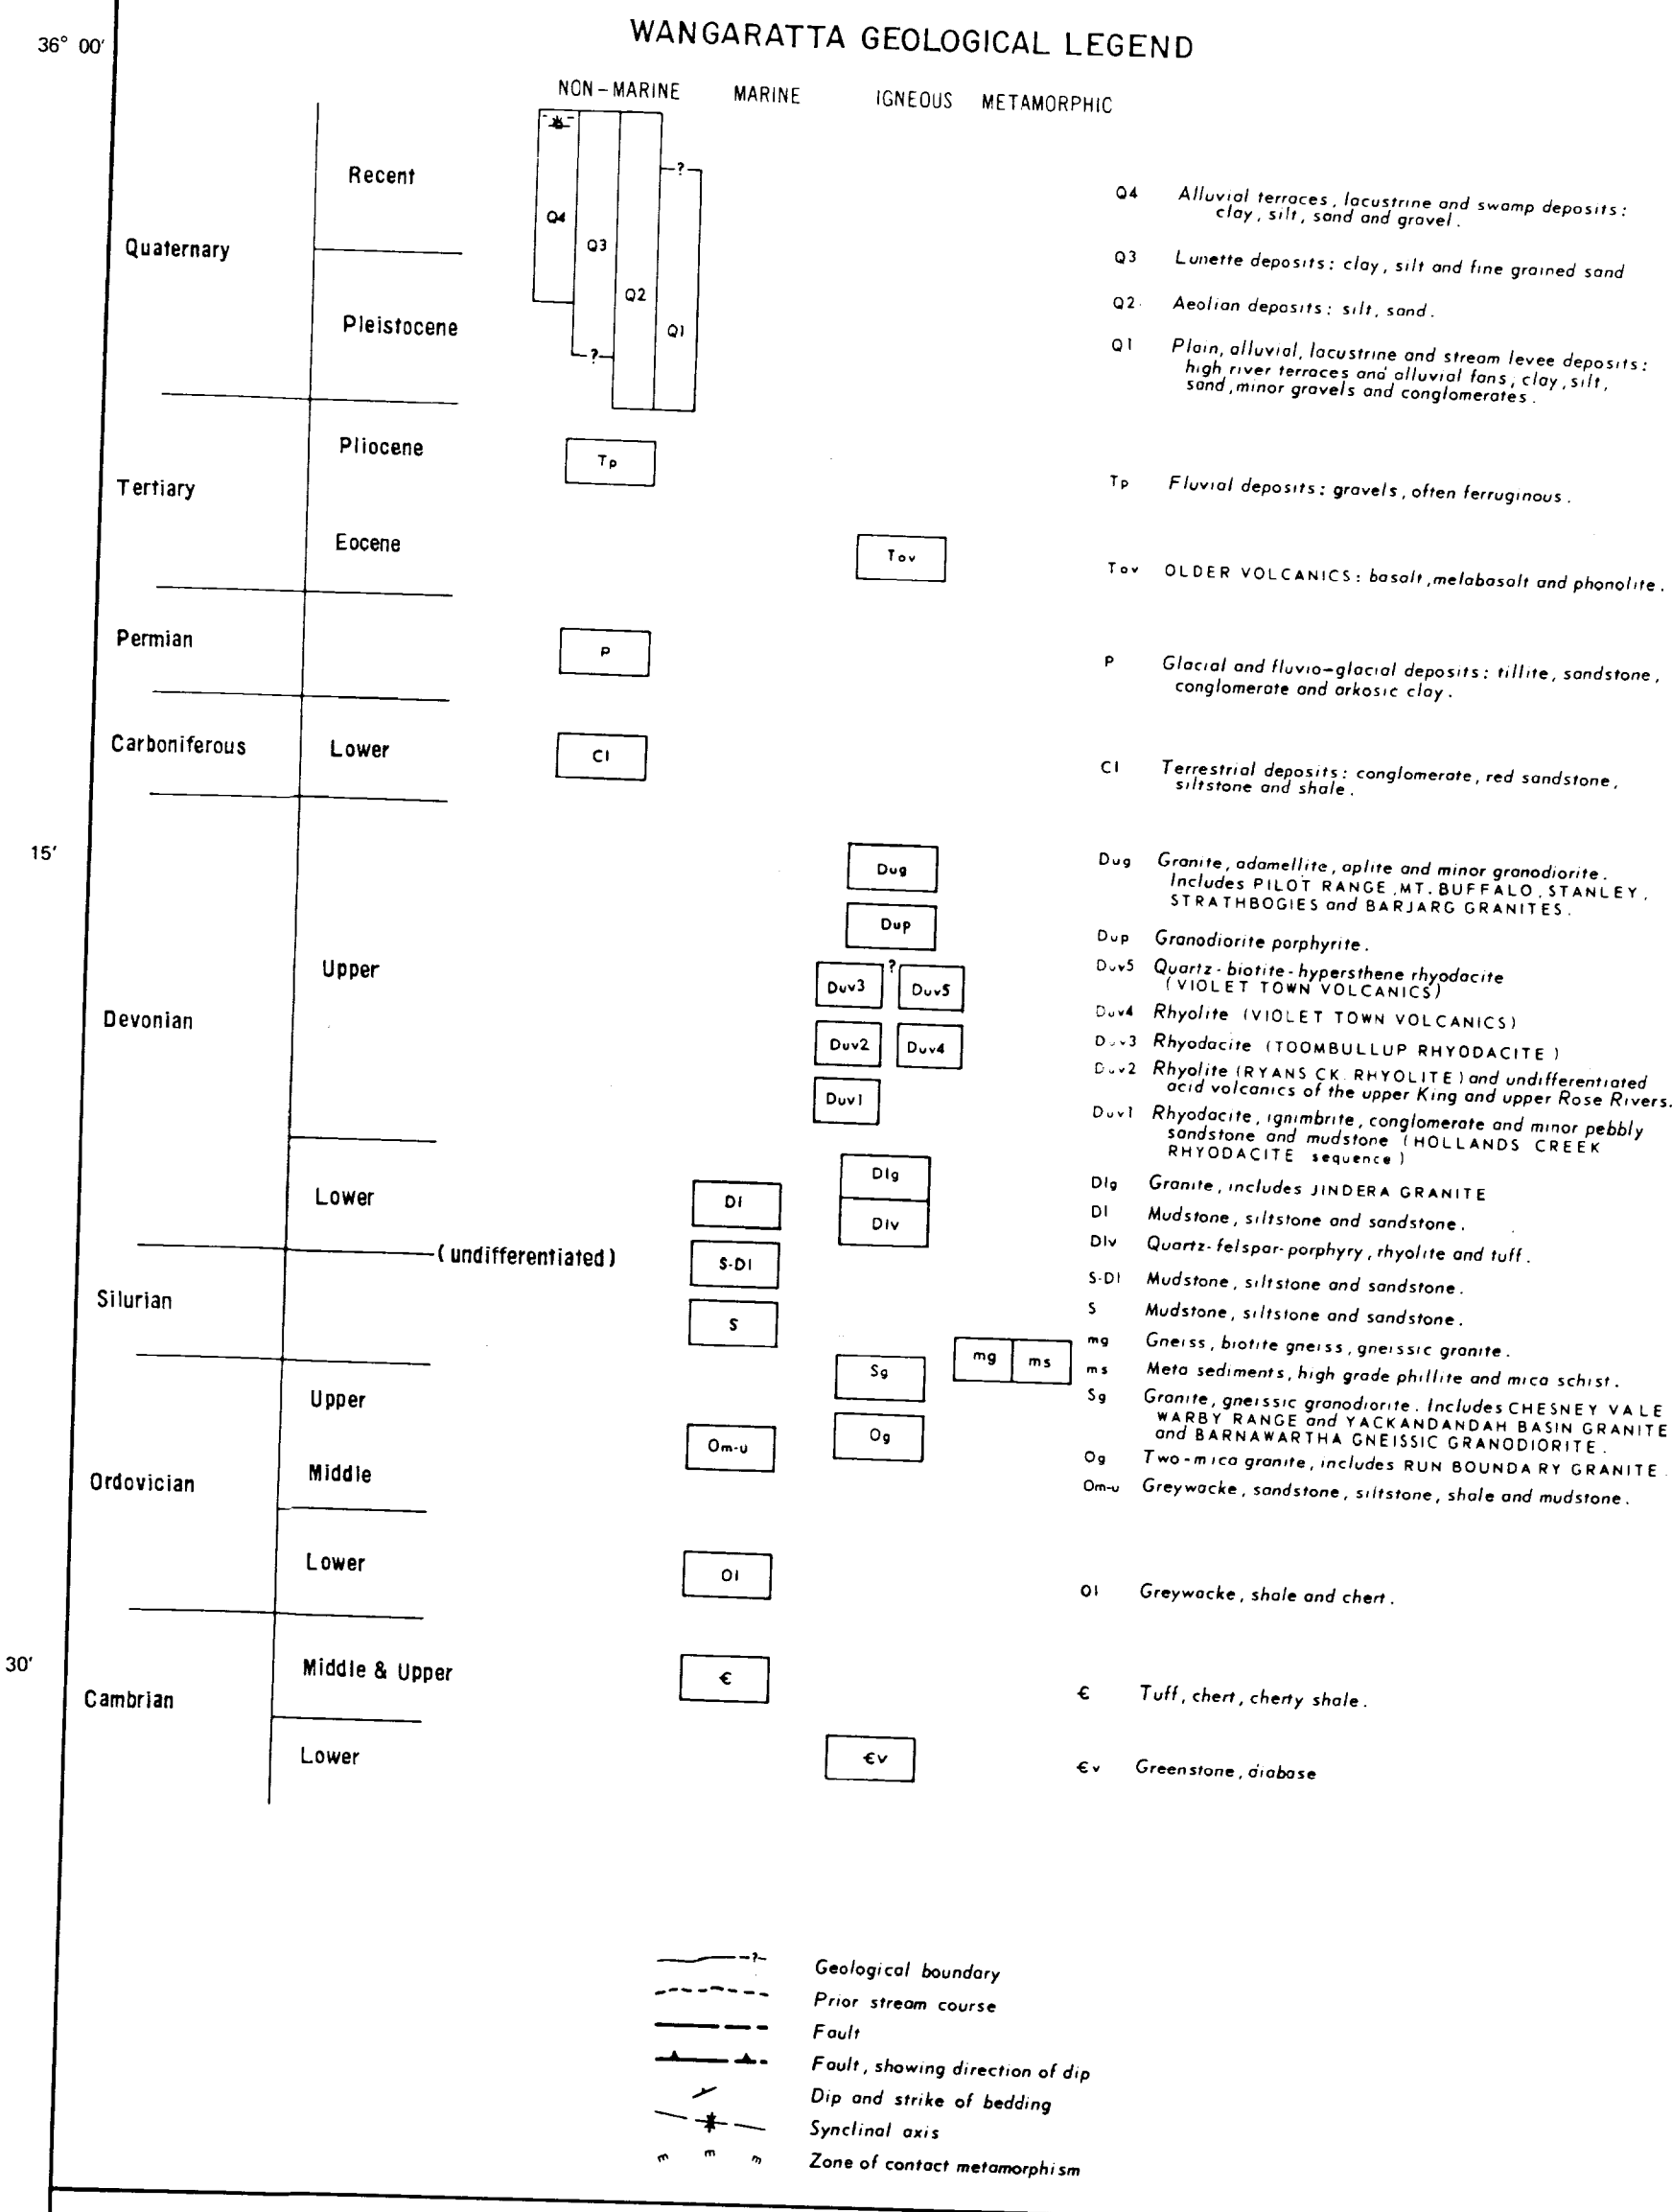 WANGARATTA GEOLOGICAL LEGEND
36° 00'
NON-MARINE MARINE IGNEOUS METAMORPHIC
Quaternary
Recent
Pleistocene
Q4
Q3
Q2
Q1
?
?
Q4 Alluvial terraces, lacustrine and swamp deposits:
clay, silt, sand and gravel.
Q3 Lunette deposits: clay, silt and fine grained sand
Q2 Aeolian deposits: silt, sand.
Q1 Plain, alluvial, lacustrine and stream levee deposits:
high river terraces and alluvial fans, clay, silt,
sand, minor gravels and conglomerates.
Tertiary
Pliocene
Tp
Tp Fluvial deposits: gravels, often ferruginous.
Eocene
Tov
Tov OLDER VOLCANICS: basalt, melabasalt and phonolite.
Permian
P
P Glacial and fluvio-glacial deposits: tillite, sandstone,
conglomerate and arkosic clay.
Carboniferous
Lower
Cl
Cl Terrestrial deposits: conglomerate, red sandstone,
siltstone and shale.
15'
Devonian
Upper
Dug
Dup
Duv3
?
Duv5
Duv2
Duv4
Duv1
Dug Granite, adamellite, aplite and minor granodiorite.
Includes PILOT RANGE, MT. BUFFALO, STANLEY,
STRATHBOGIES and BARJARG GRANITES.
Dup Granodiorite porphyrite.
Duv5 Quartz-biotite-hypersthene rhyodacite
(VIOLET TOWN VOLCANICS)
Duv4 Rhyolite (VIOLET TOWN VOLCANICS)
Duv3 Rhyodacite (TOOMBULLUP RHYODACITE)
Duv2 Rhyolite (RYANS CK. RHYOLITE) and undifferentiated
acid volcanics of the upper King and upper Rose Rivers.
Duv1 Rhyodacite, ignimbrite, conglomerate and minor pebbly
sandstone and mudstone (HOLLANDS CREEK
RHYODACITE sequence)
Lower
Dl
Dlg
Dlv
Dlg Granite, includes JINDERA GRANITE
Dl Mudstone, siltstone and sandstone.
Dlv Quartz-felspar-porphyry, rhyolite and tuff.
(undifferentiated)
S-Dl
S-Dl Mudstone, siltstone and sandstone.
Silurian
S
S Mudstone, siltstone and sandstone.
mg
ms
mg Gneiss, biotite gneiss, gneissic granite.
ms Meta sediments, high grade phillite and mica schist.
Sg
Sg Granite, gneissic granodiorite. Includes CHESNEY VALE
WARBY RANGE and YACKANDANDAH BASIN GRANITE
and BARNAWARTHA GNEISSIC GRANODIORITE.
Ordovician
Upper
Middle
Om-u
Og
Og Two-mica granite, includes RUN BOUNDARY GRANITE.
Om-u Greywacke, sandstone, siltstone, shale and mudstone.
Lower
Ol
Ol Greywacke, shale and chert.
30'
Cambrian
Middle & Upper
Є
Є Tuff, chert, cherty shale.
Lower
Єv
Єv Greenstone, diabase
-?- Geological boundary
Prior stream course
Fault
Fault, showing direction of dip
Dip and strike of bedding
Synclinal axis
m m m Zone of contact metamorphism